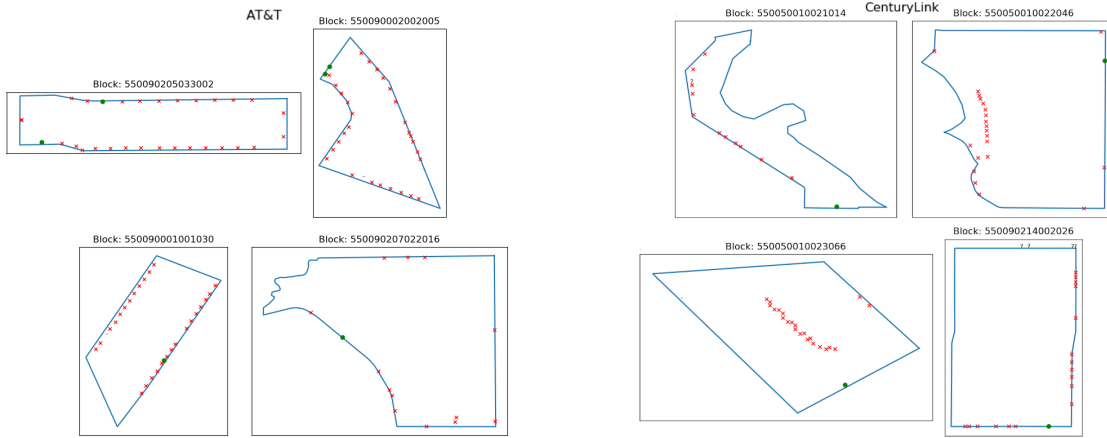 AT&T
Block: 550090205033002
Block: 550090002002005
Block: 550090001001030
Block: 550090207022016
CenturyLink
Block: 550050010021014
?
Block: 550050010022046
Block: 550050010023066
Block: 550090214002026
? ? ??